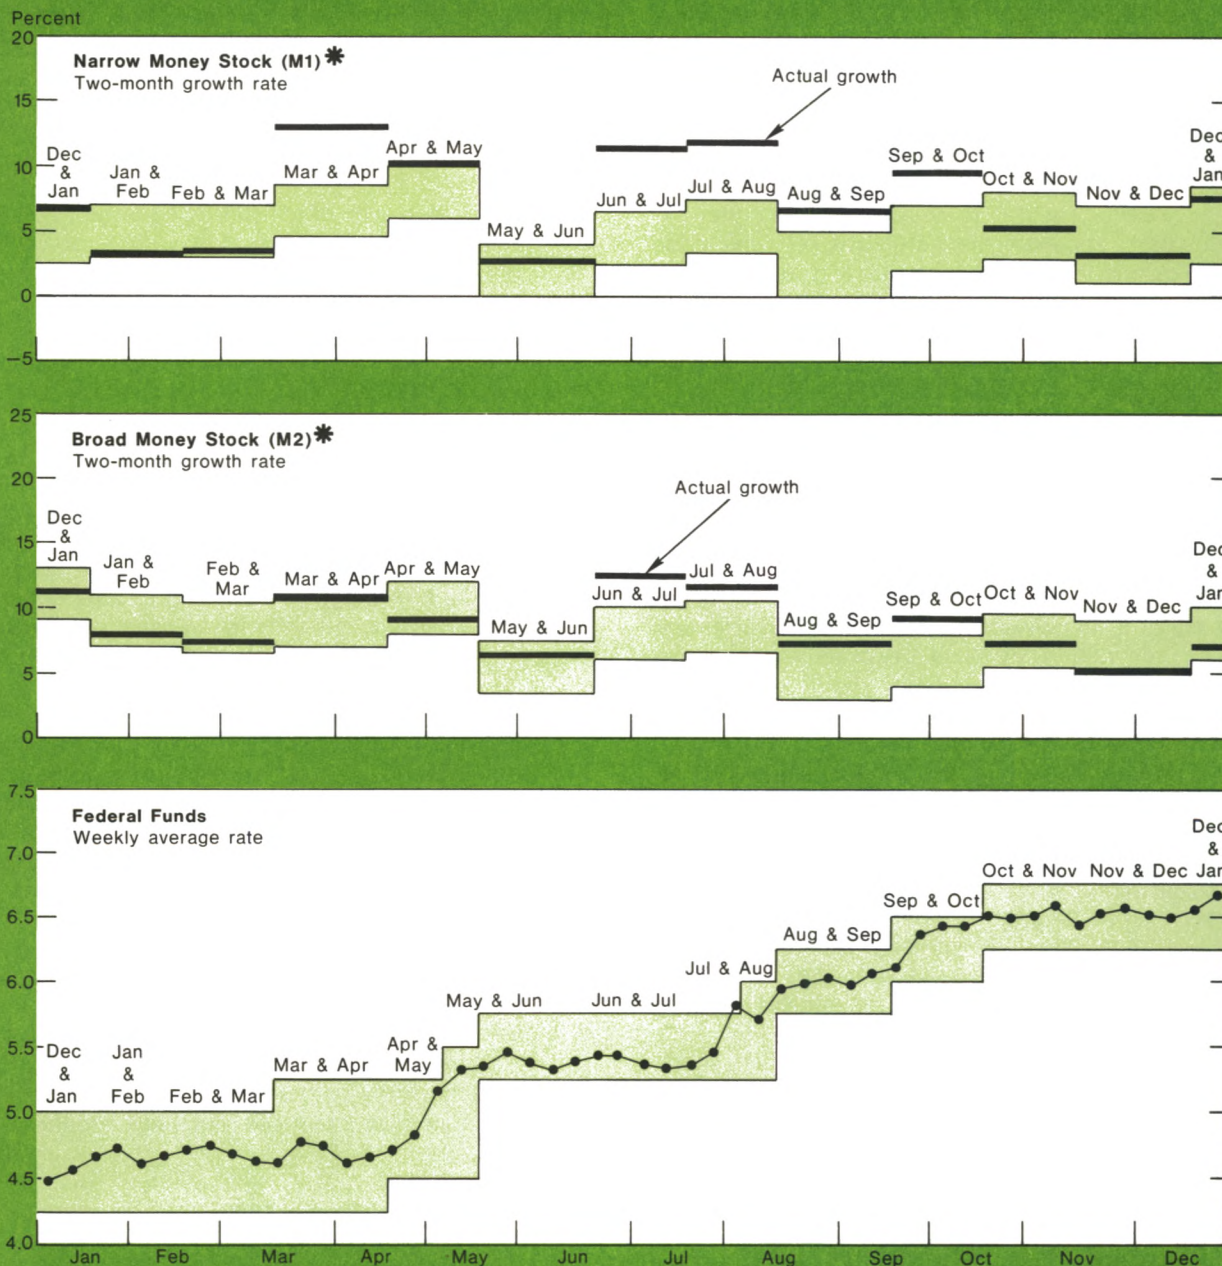 Percent
20
Narrow Money Stock (M1)*
Two-month growth rate
Actual growth
15
Dec
&
Jan
Jan &
Feb
Feb & Mar
Mar & Apr
Apr & May
May & Jun
Jun & Jul
Jul & Aug
Aug & Sep
Sep & Oct
Oct & Nov
Nov & Dec
Dec
&
Jan
10
5
0
−5
25
Broad Money Stock (M2)*
Two-month growth rate
20
Actual growth
15
Dec
&
Jan
Jan &
Feb
Feb &
Mar
Mar & Apr
Apr & May
May & Jun
Jun & Jul
Jul & Aug
Aug & Sep
Sep & Oct
Oct & Nov
Nov & Dec
Dec
&
Jan
10
5
0
7.5
Federal Funds
Weekly average rate
7.0
6.5
6.0
5.5
5.0
4.5
4.0
Dec
&
Jan
Jan
&
Feb
Feb & Mar
Mar & Apr
Apr &
May
May & Jun
Jun & Jul
Jul & Aug
Aug & Sep
Sep & Oct
Oct & Nov
Nov & Dec
Dec
&
Jan
Jan Feb Mar Apr May Jun Jul Aug Sep Oct Nov Dec